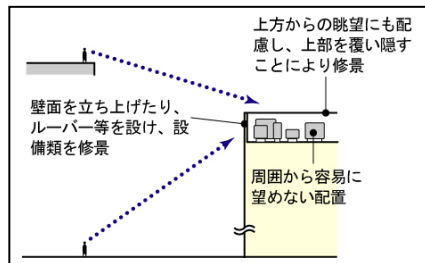 上方からの眺望にも配
慮し、上部を覆い隠す
ことにより修景
壁面を立ち上げたり、
ルーバー等を設け、設
備類を修景
周囲から容易に
望めない配置